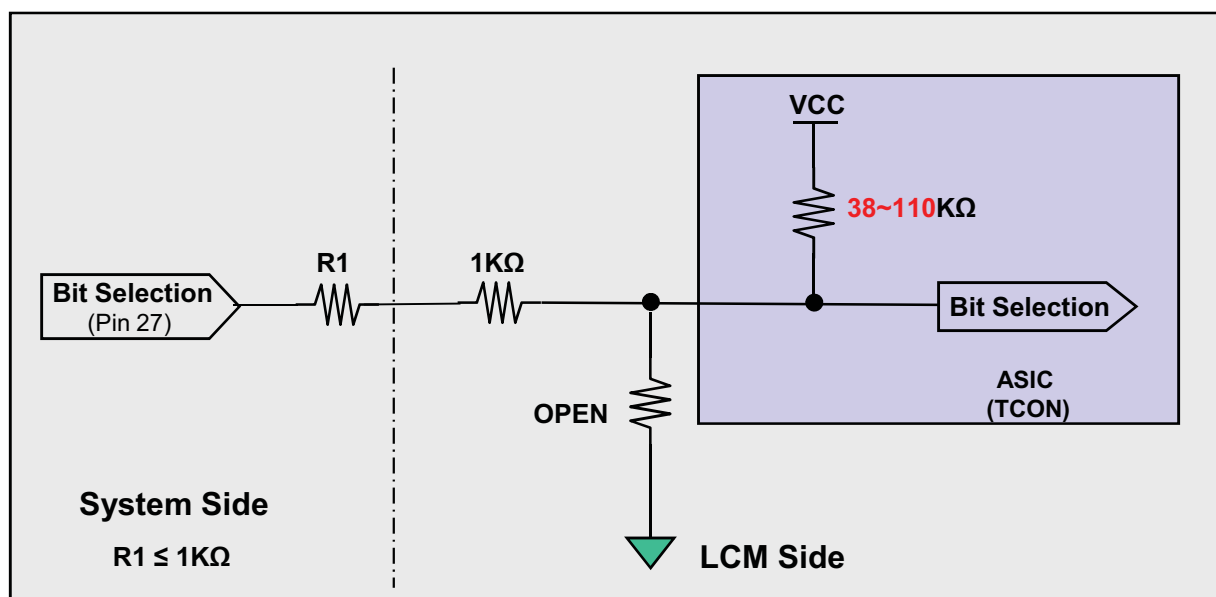 VCC
38~110KΩ
R1
1KΩ
Bit Selection
(Pin 27)
Bit Selection
ASIC
(TCON)
OPEN
System Side
R1 ≤ 1KΩ
LCM Side